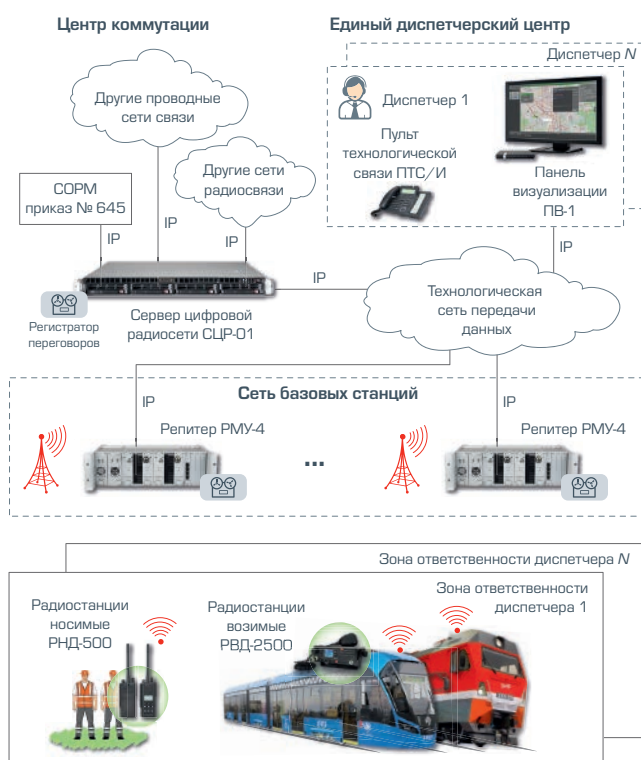 Центр коммутации
Единый диспетчерский центр
Диспетчер N
Другие проводные
сети связи
Диспетчер 1
Пульт
технологической
связи ПТС/И
Панель
визуализации
ПВ-1
Другие сети
радиосвязи
СОРМ
приказ № 645
IP
IP
IP
IP
IP
Регистратор
переговоров
Сервер цифровой
радиосети СЦР-01
Технологическая
сеть передачи
данных
Сеть базовых станций
IP
IP
Репитер РМУ-4
...
Репитер РМУ-4
Зона ответственности диспетчера N
Зона ответственности
диспетчера 1
Радиостанции
носимые
РНД-500
Радиостанции
возимые
РВД-2500